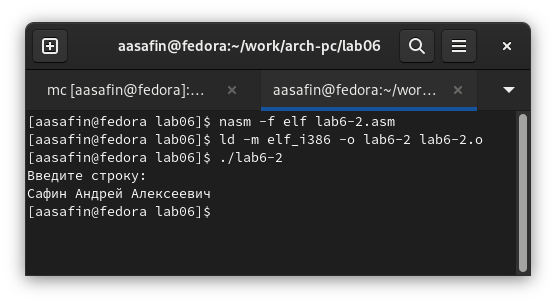 aasafin@fedora:~/work/arch-pc/lab06
mc [aasafin@fedora]:...
aasafin@fedora:~/wor...
[aasafin@fedora lab06]$ nasm -f elf lab6-2.asm
[aasafin@fedora lab06]$ ld -m elf_i386 -o lab6-2 lab6-2.o
[aasafin@fedora lab06]$ ./lab6-2
Введите строку:
Сафин Андрей Алексеевич
[aasafin@fedora lab06]$